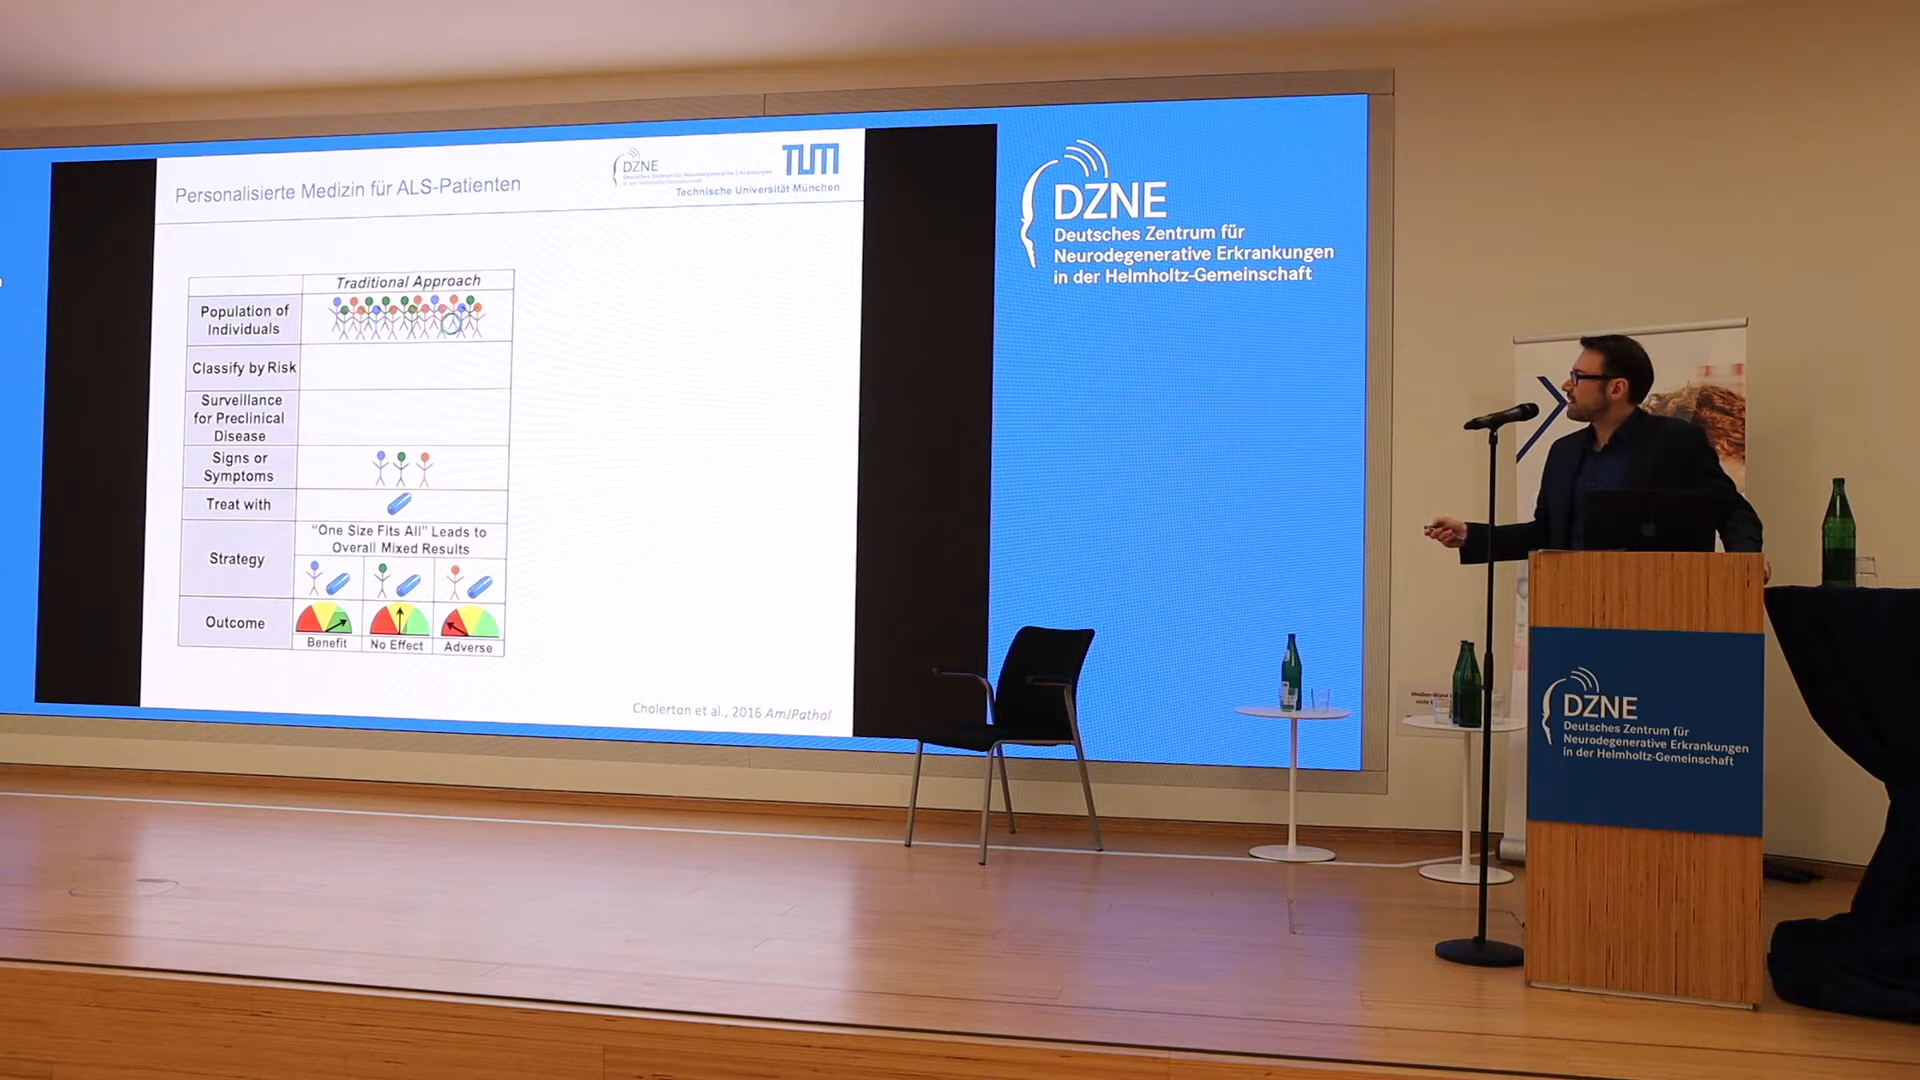 Personalisierte Medizin für ALS-Patienten
DZNE
TUM
Technische Universität München
Traditional Approach
Population of
Individuals
Classify by Risk
Surveillance
for Preclinical
Disease
Signs or
Symptoms
Treat with
Strategy
"One Size Fits All" Leads to
Overall Mixed Results
Outcome
Benefit
No Effect
Adverse
Cholerton et al., 2016 AmJPathol
DZNE
Deutsches Zentrum für
Neurodegenerative Erkrankungen
in der Helmholtz-Gemeinschaft
DZNE
Deutsches Zentrum für
Neurodegenerative Erkrankungen
in der Helmholtz-Gemeinschaft